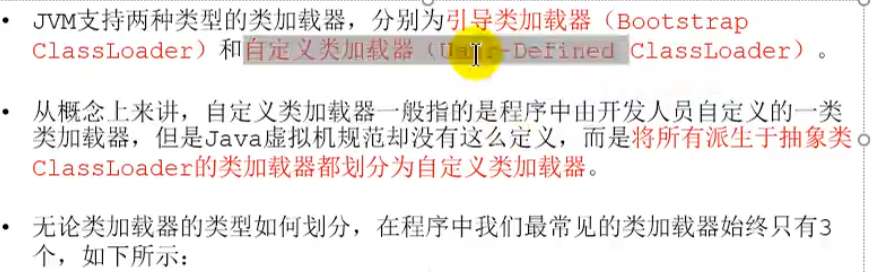 • JVM支持两种类型的类加载器，分别为引导类加载器（Bootstrap
ClassLoader）和自定义类加载器（User-Defined ClassLoader）。
• 从概念上来讲，自定义类加载器一般指的是程序中由开发人员自定义的一类
类加载器，但是Java虚拟机规范却没有这么定义，而是将所有派生于抽象类
ClassLoader的类加载器都划分为自定义类加载器。
• 无论类加载器的类型如何划分，在程序中我们最常见的类加载器始终只有3
个，如下所示：